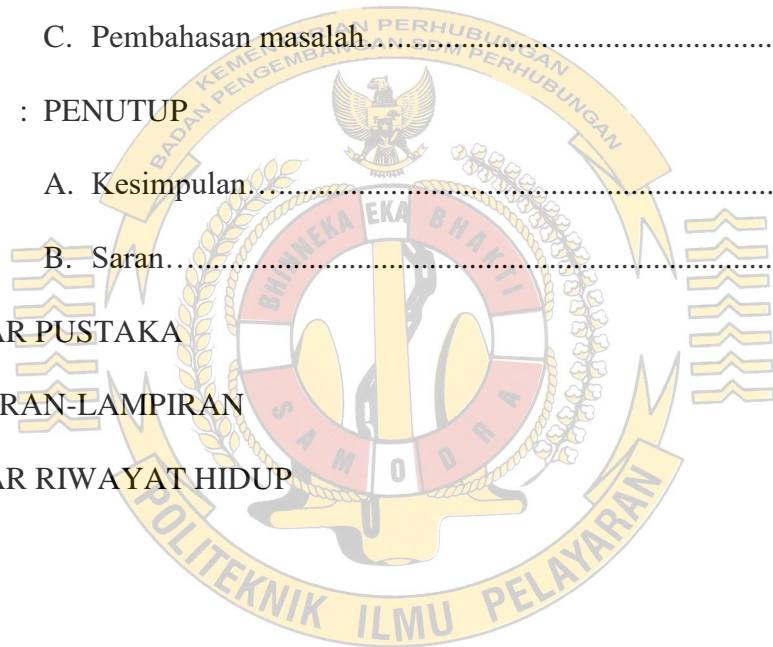 C. Pembahasan masalah.......................................................
: PENUTUP
A. Kesimpulan.......................................................................
B. Saran.................................................................................
AR PUSTAKA
RAN-LAMPIRAN
AR RIWAYAT HIDUP
KEMENTERIAN PERHUBUNGAN
BADAN PENGEMBANGAN SDM PERHUBUNGAN
BHINNEKA EKA BHAKTI
SAMODRA
POLITEKNIK ILMU PELAYARAN